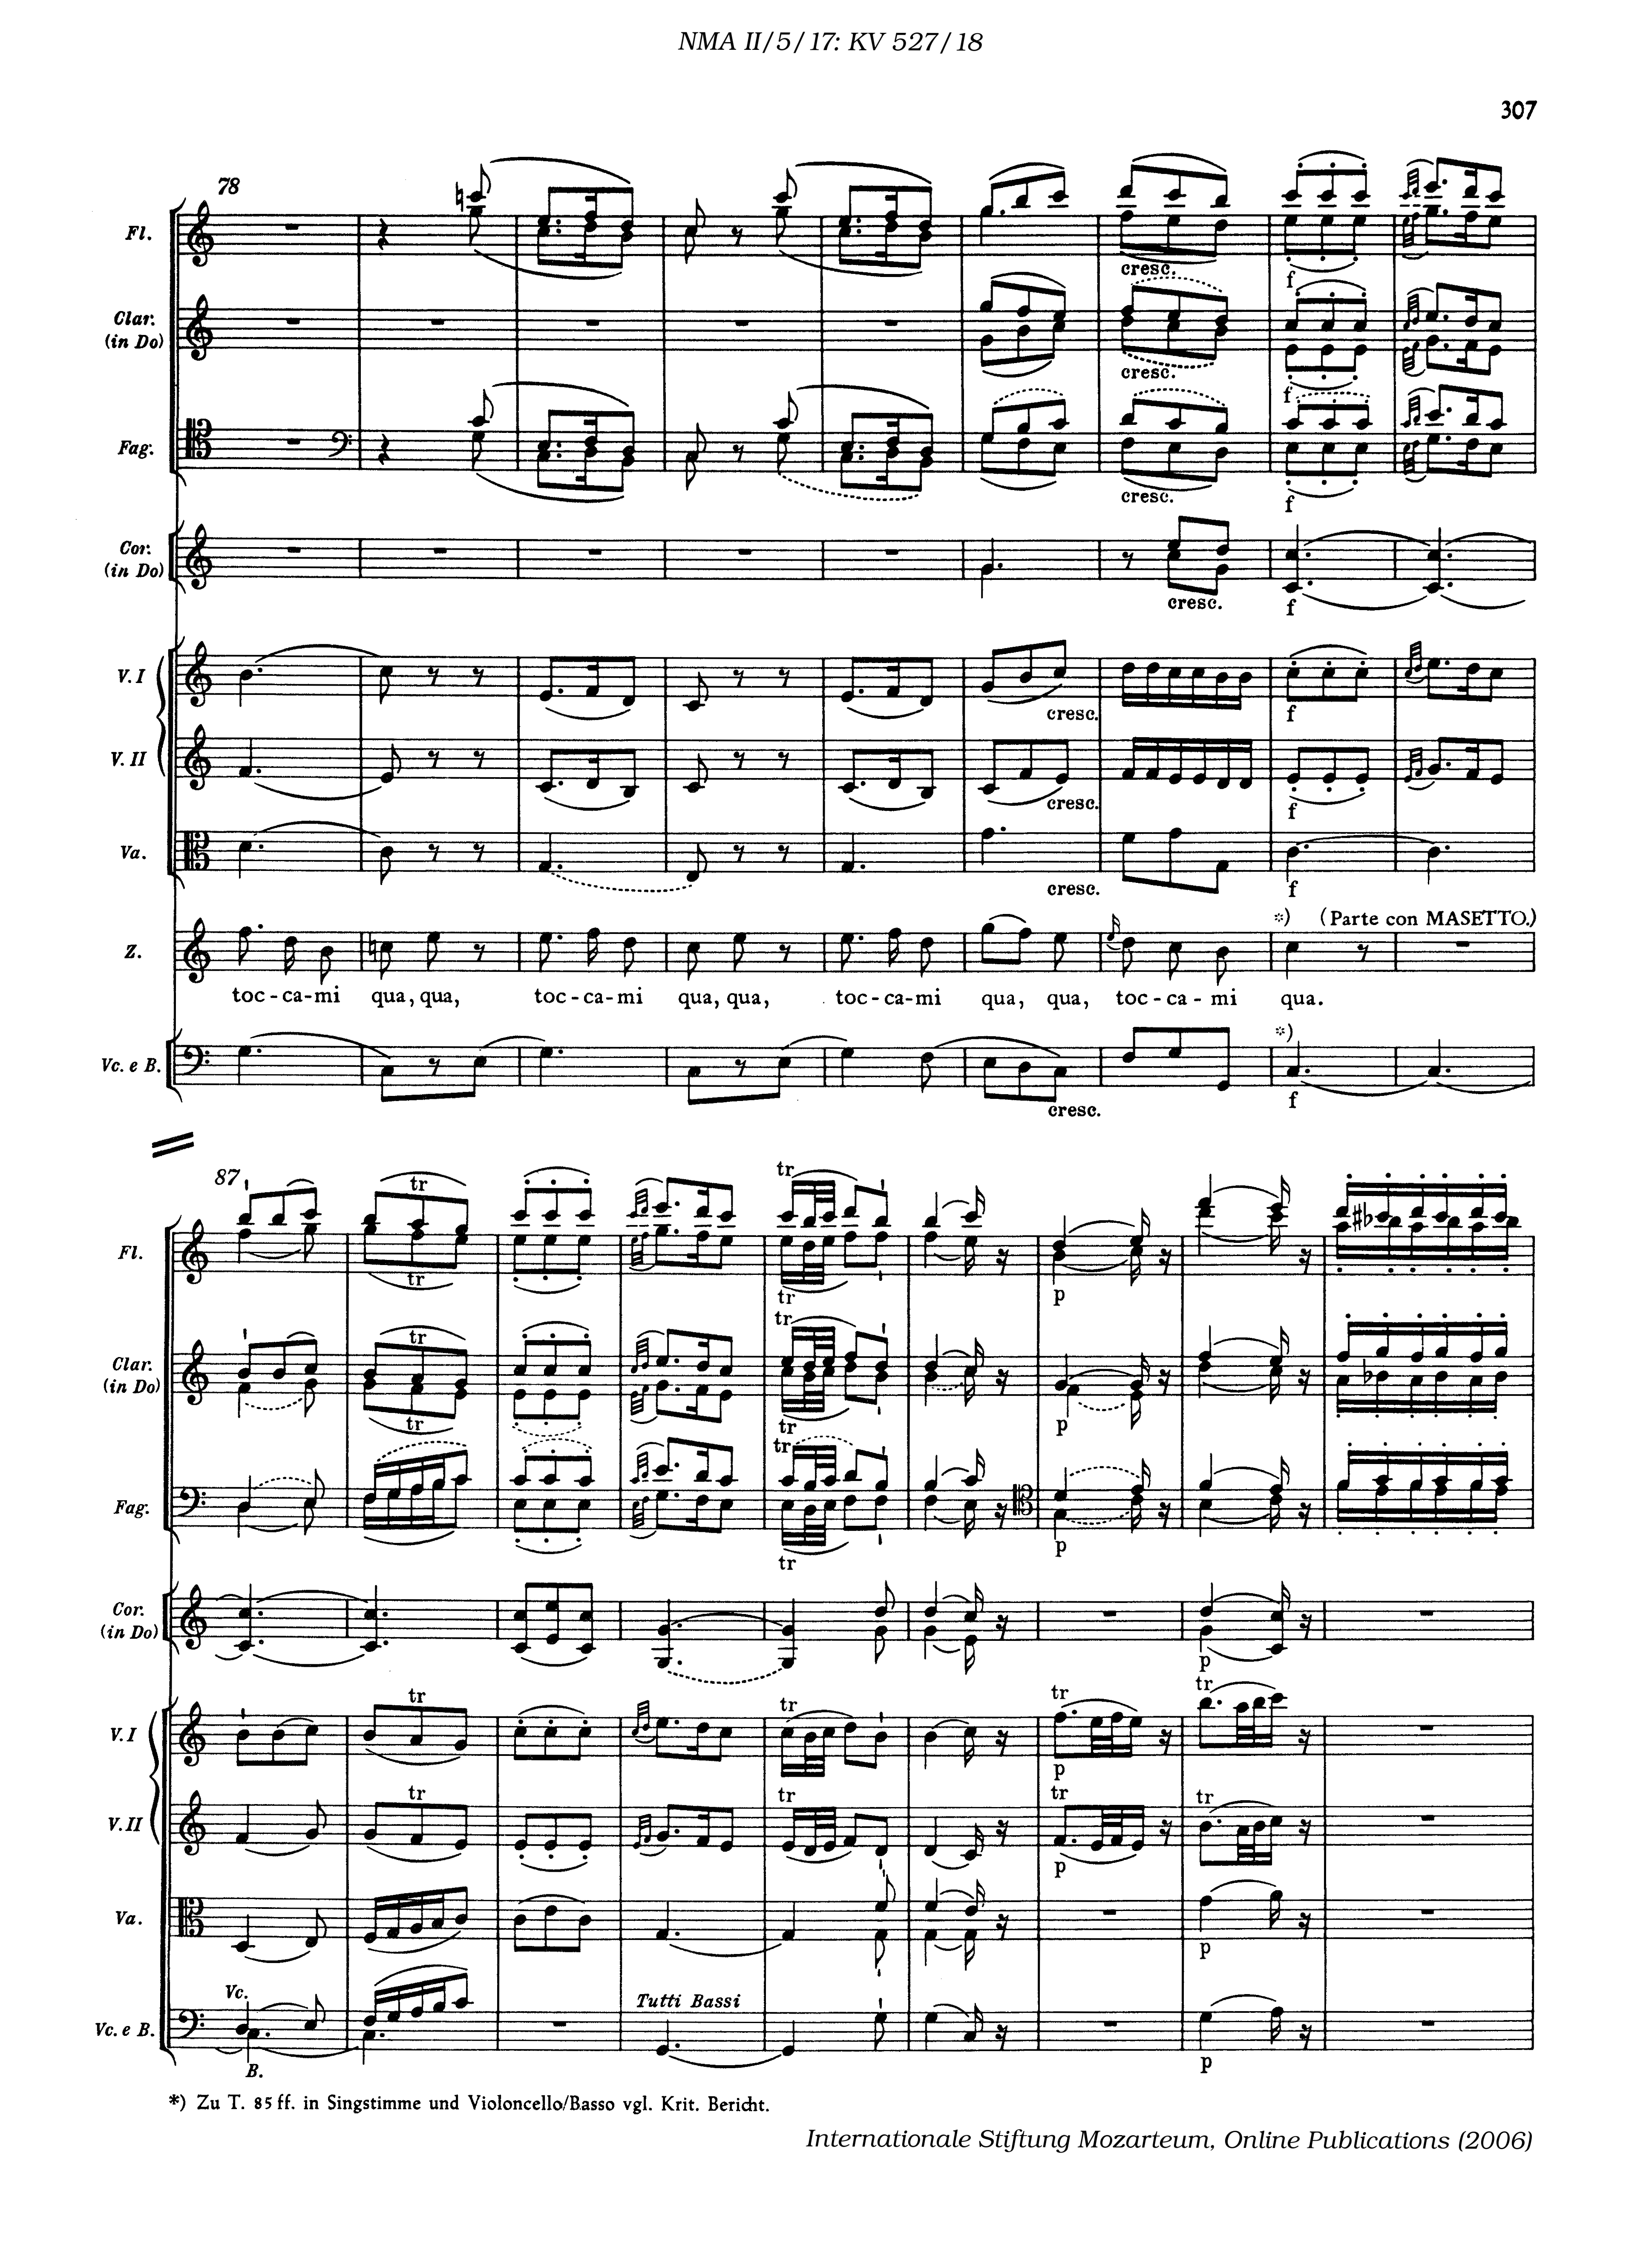 NMA II/5/17: KV 527/18
307
78
Fl.
cresc.
f
Clar.
(in Do)
cresc.
f
Fag.
cresc.
f
Cor.
(in Do)
cresc.
f
V. I
cresc.
f
V. II
cresc.
f
Va.
cresc.
f
*) (Parte con MASETTO.)
Z.
toc - ca - mi qua, qua, toc - ca - mi qua, qua, toc - ca - mi qua, qua, toc - ca - mi qua.
*)
Vc. e B.
cresc.
f
87
tr tr
Fl.
tr tr p
tr tr
Clar.
(in Do)
tr tr p
tr
Fag.
tr p
Cor.
(in Do)
p
tr tr tr tr
V. I
p
tr tr tr tr
V. II
p
Va.
p
Vc. Tutti Bassi
Vc. e B.
B. p
*) Zu T. 85 ff. in Singstimme und Violoncello/Basso vgl. Krit. Bericht.
Internationale Stiftung Mozarteum, Online Publications (2006)